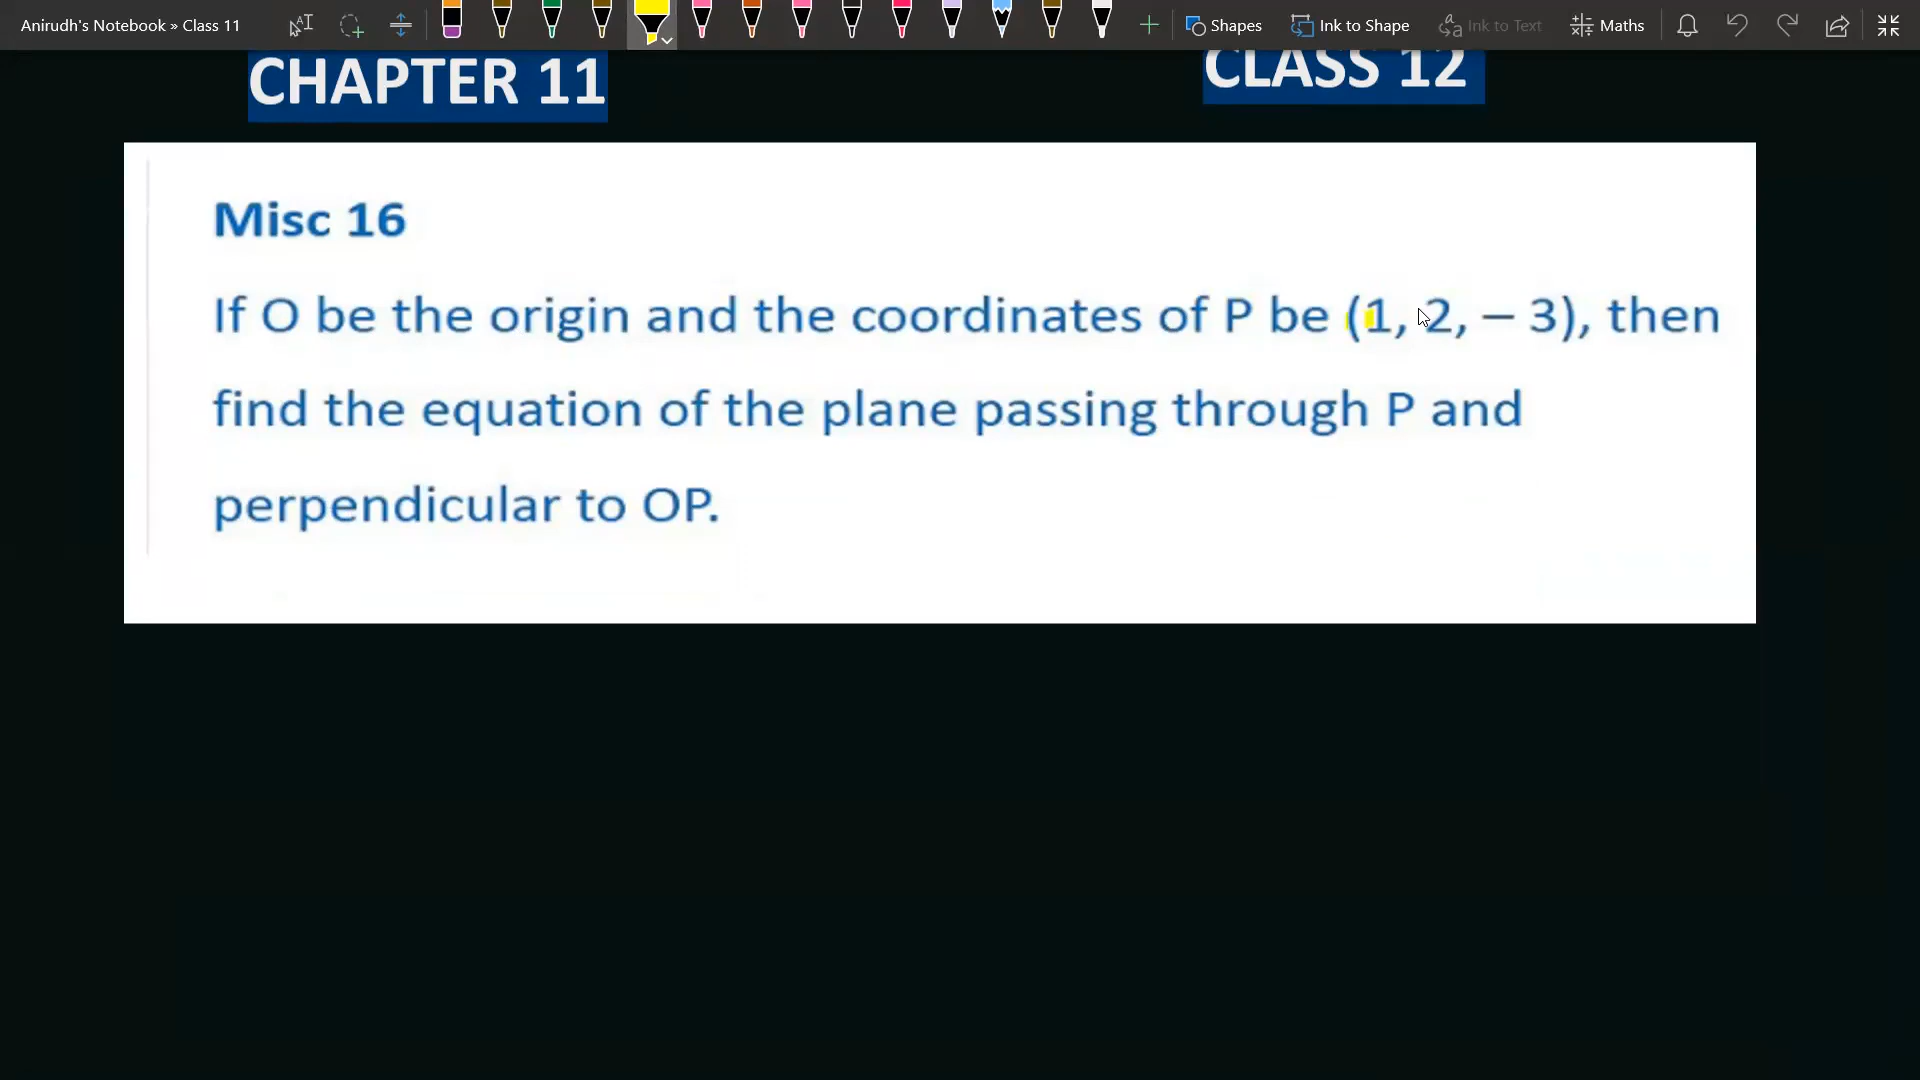 Anirudh's Notebook » Class 11
Shapes
Ink to Shape
Ink to Text
Maths
CHAPTER 11
CLASS 12
Misc 16
If O be the origin and the coordinates of P be (1, 2, – 3), then
find the equation of the plane passing through P and
perpendicular to OP.